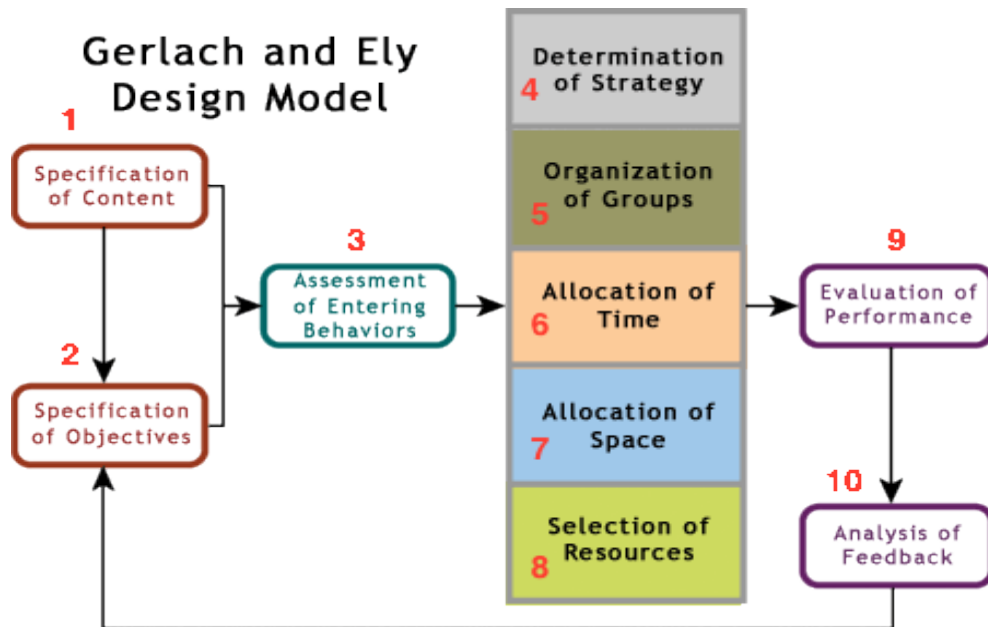 Gerlach and Ely
Design Model
1
Specification
of Content
2
Specification
of Objectives
3
Assessment
of Entering
Behaviors
Determination
4 of Strategy
Organization
5 of Groups
Allocation of
6 Time
Allocation of
7 Space
Selection of
8 Resources
9
Evaluation of
Performance
10
Analysis of
Feedback